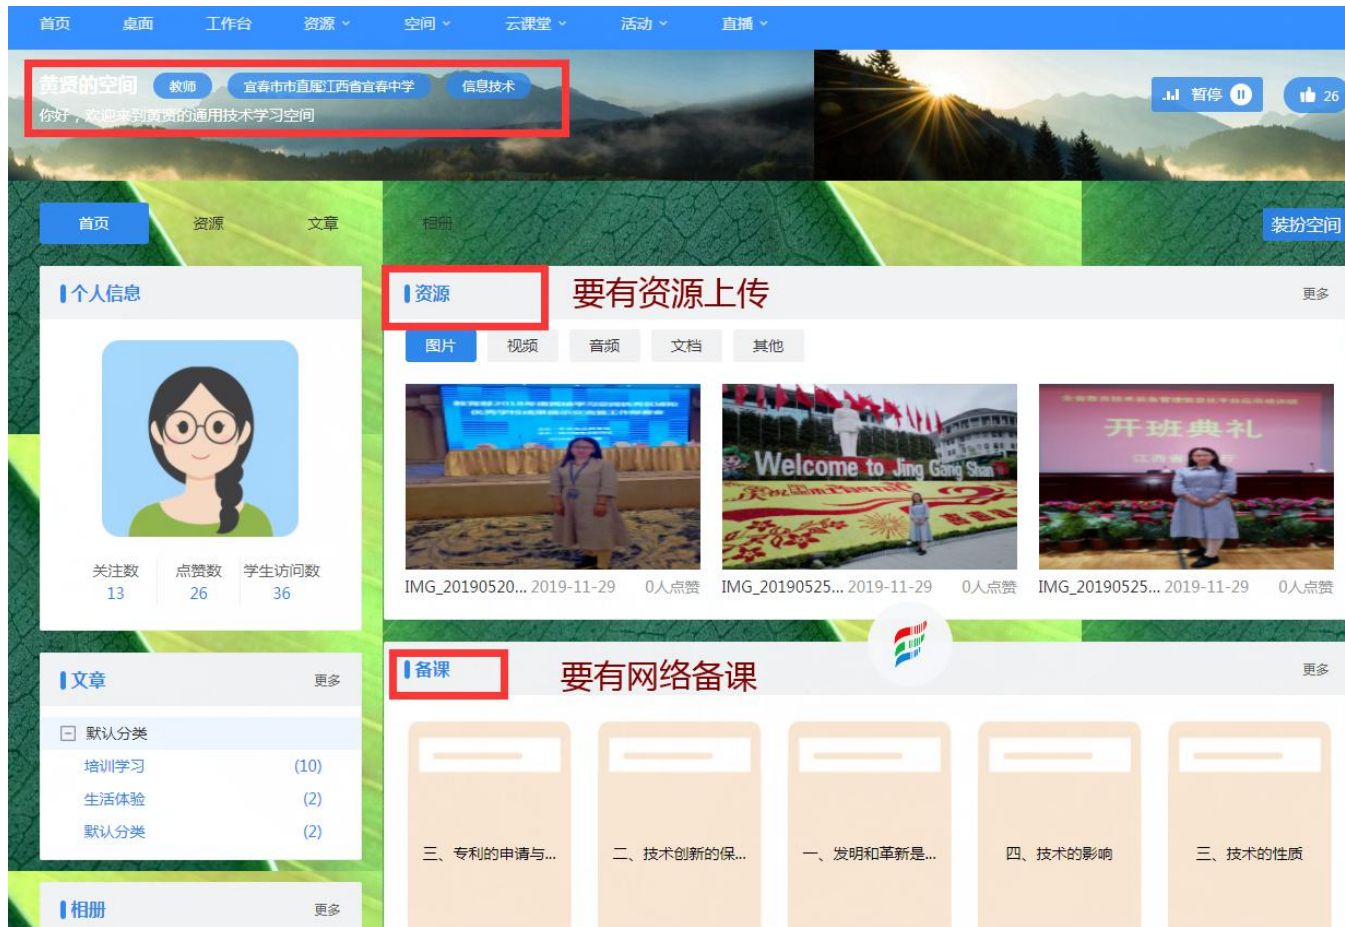 首页 桌面 工作台 资源 空间 云课堂 活动 直播
黄贤的空间 教师 宜春市市直属江西省宜春中学 信息技术
你好，欢迎来到黄贤的通用技术学习空间
暂停 26
首页 资源 文章 相册
装扮空间
个人信息
关注数 点赞数 学生访问数
13 26 36
文章 更多
默认分类
培训学习 (10)
生活体验 (2)
默认分类 (2)
相册 更多
资源 要有资源上传 更多
图片 视频 音频 文档 其他
Welcome to Jing Gang Shan
开班典礼
IMG_20190520... 2019-11-29 0人点赞
IMG_20190525... 2019-11-29 0人点赞
IMG_20190525... 2019-11-29 0人点赞
备课 要有网络备课 更多
三、专利的申请与...
二、技术创新的保...
一、发明和革新是...
四、技术的影响
三、技术的性质